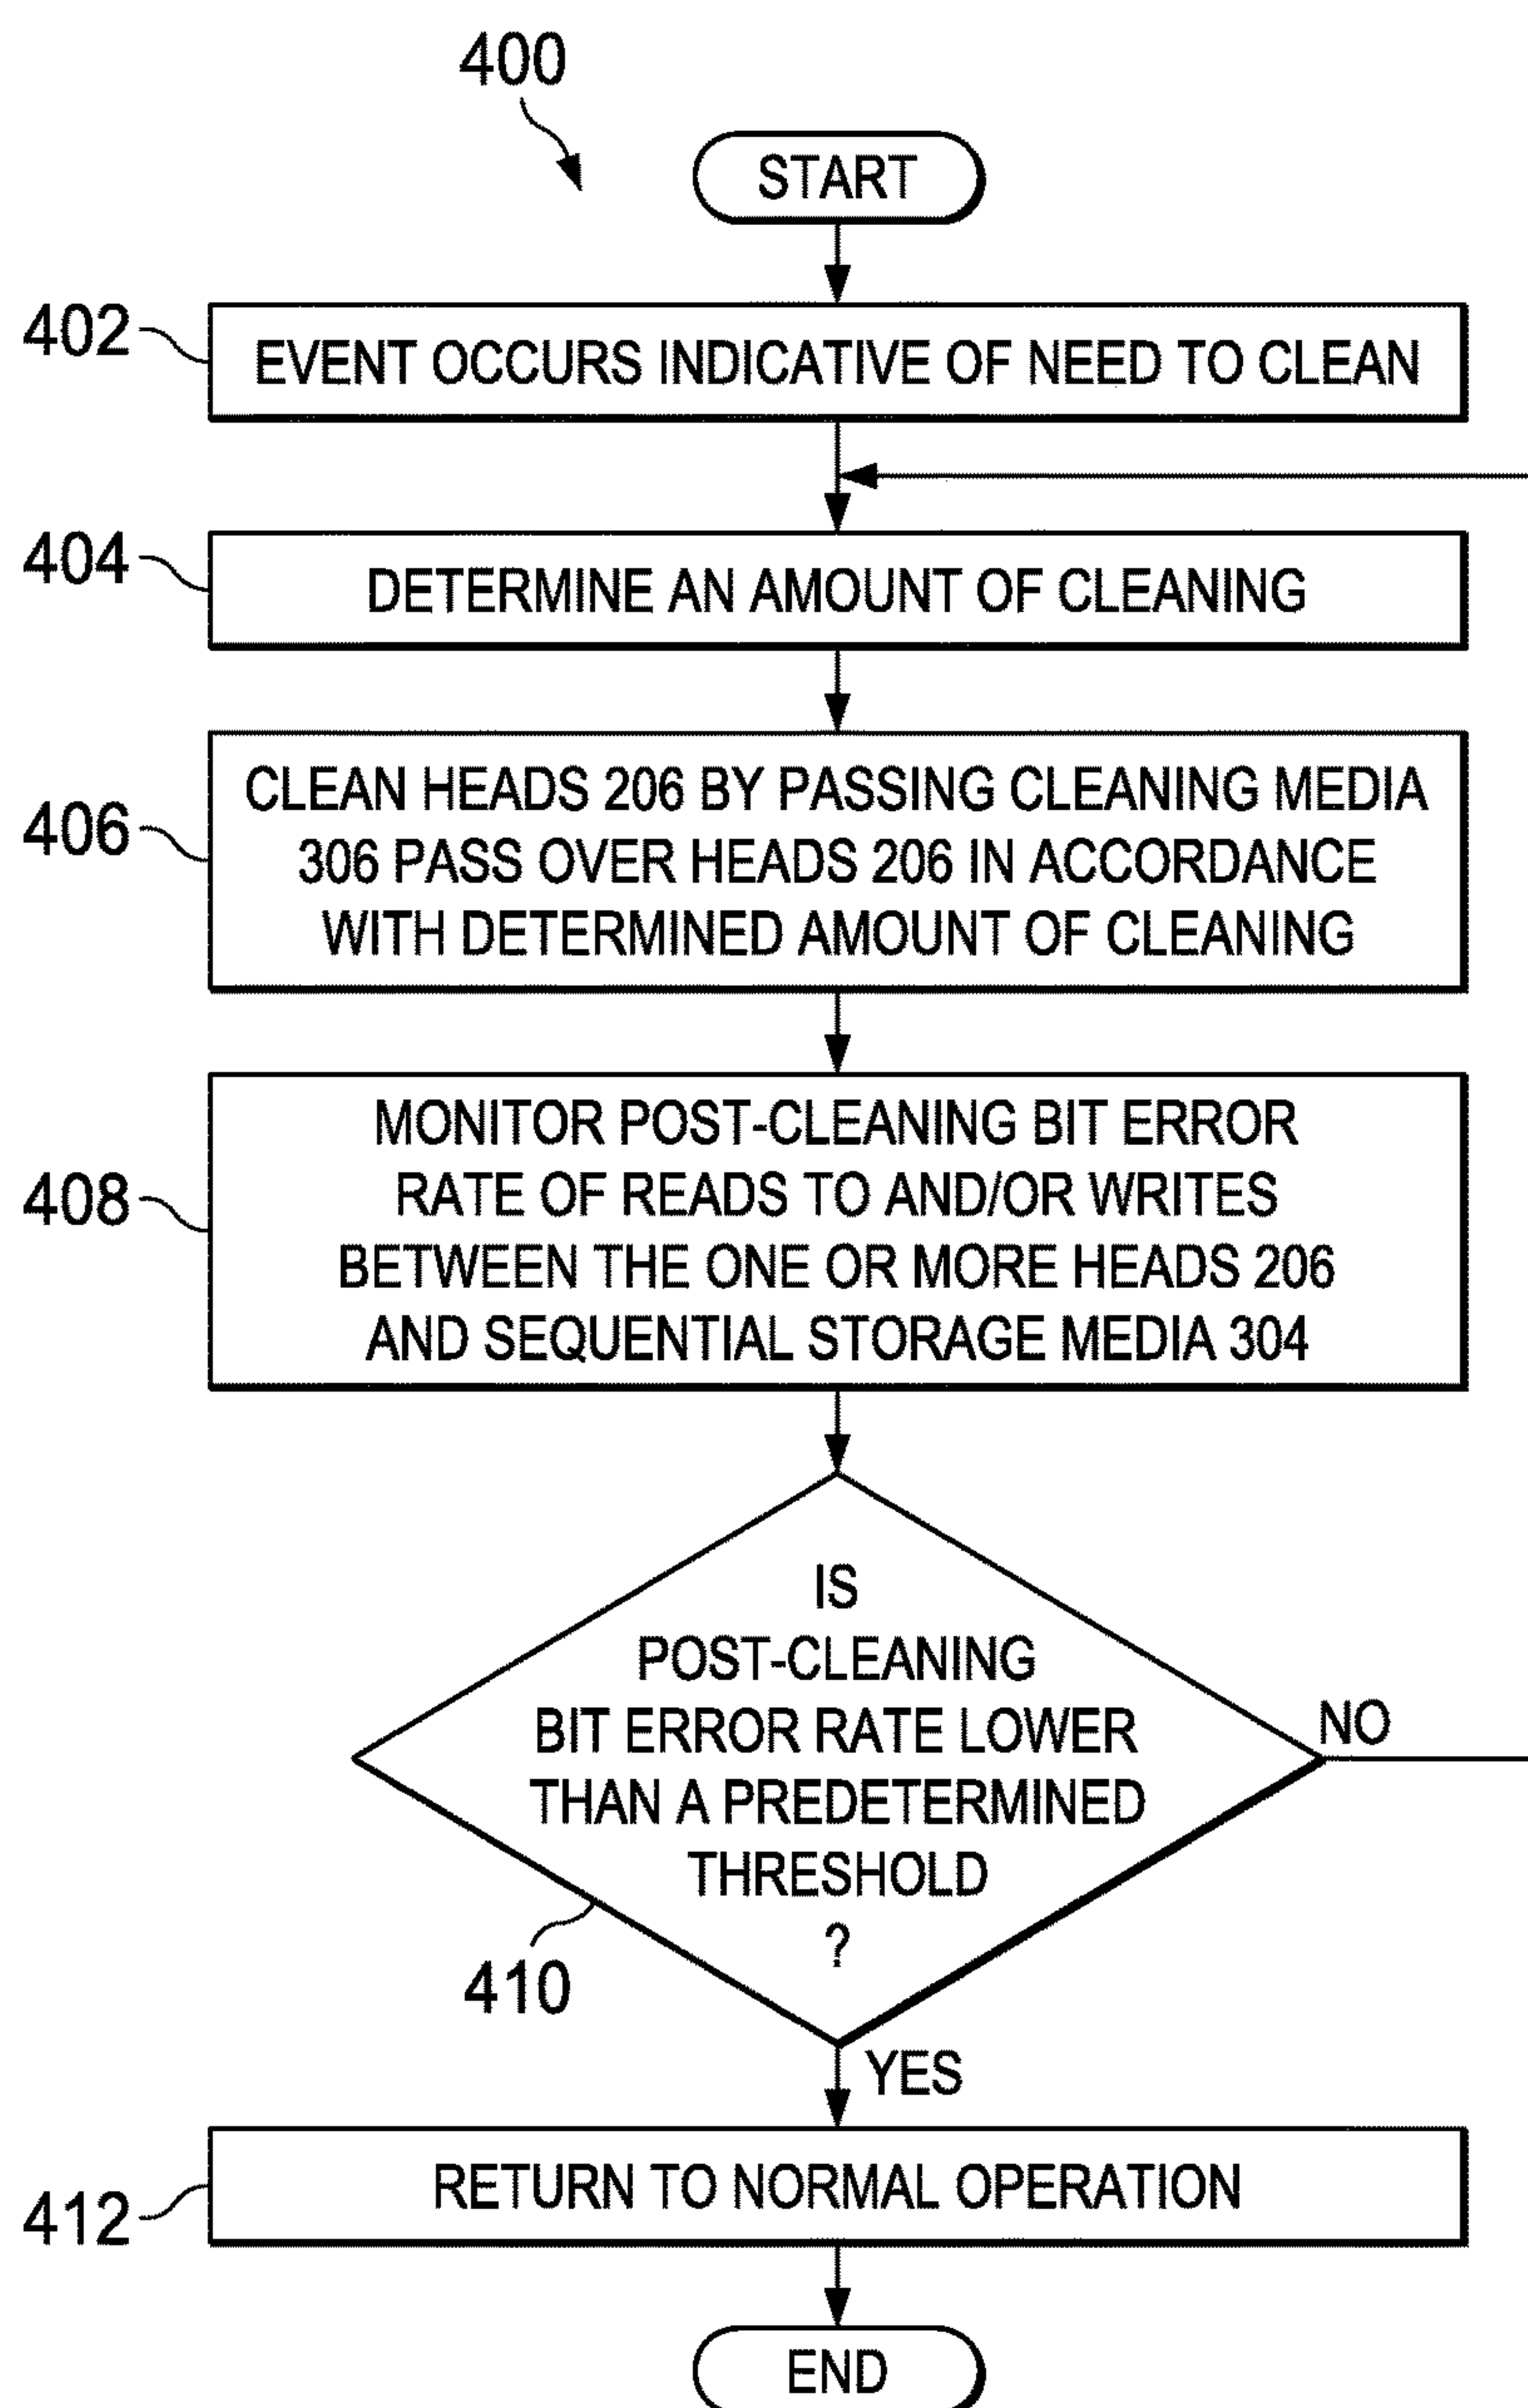 400
START
402
EVENT OCCURS INDICATIVE OF NEED TO CLEAN
404
DETERMINE AN AMOUNT OF CLEANING
406
CLEAN HEADS 206 BY PASSING CLEANING MEDIA
306 PASS OVER HEADS 206 IN ACCORDANCE
WITH DETERMINED AMOUNT OF CLEANING
408
MONITOR POST-CLEANING BIT ERROR
RATE OF READS TO AND/OR WRITES
BETWEEN THE ONE OR MORE HEADS 206
AND SEQUENTIAL STORAGE MEDIA 304
IS
POST-CLEANING
BIT ERROR RATE LOWER
THAN A PREDETERMINED
THRESHOLD
?
NO
410
YES
412
RETURN TO NORMAL OPERATION
END